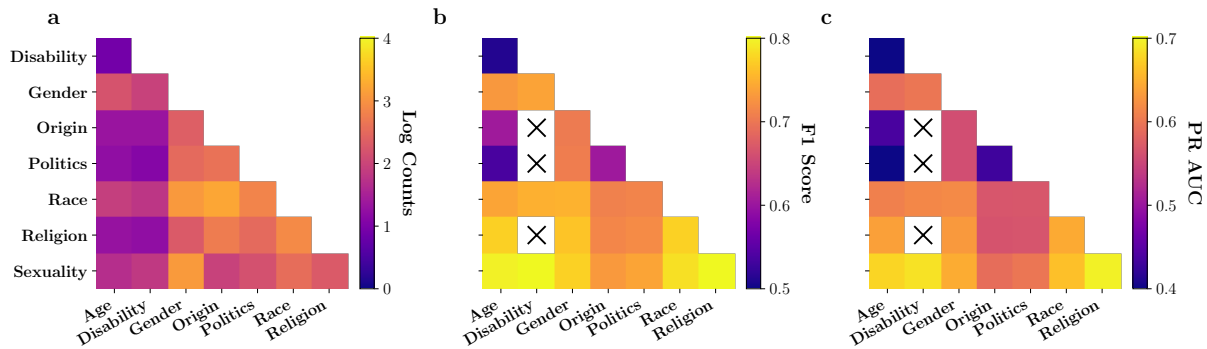 a
Disability
Gender
Origin
Politics
Race
Religion
Sexuality
Age
Disability
Gender
Origin
Politics
Race
Religion
4
3
2
1
0
Log Counts
b
Age
Disability
Gender
Origin
Politics
Race
Religion
0.8
0.7
0.6
0.5
F1 Score
c
Age
Disability
Gender
Origin
Politics
Race
Religion
0.7
0.6
0.5
0.4
PR AUC